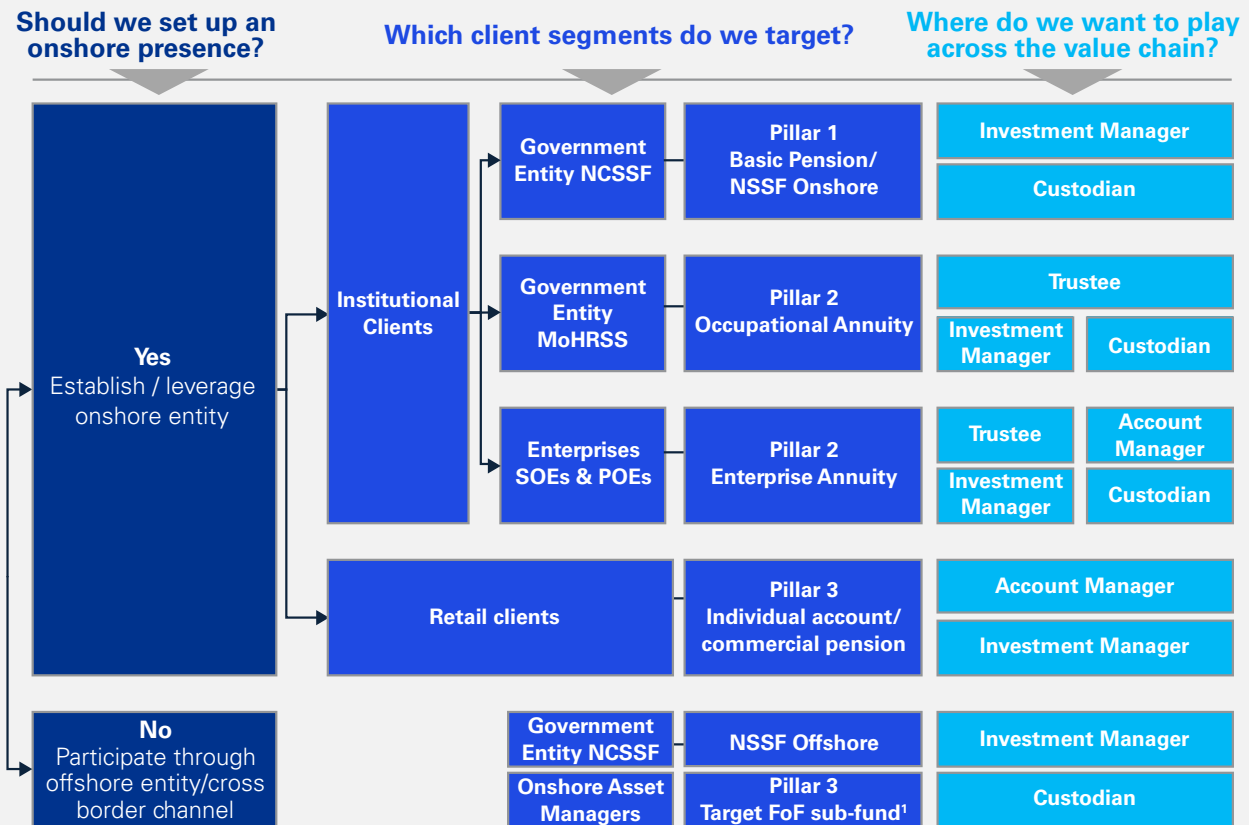 Should we set up an
onshore presence?
Which client segments do we target?
Where do we want to play
across the value chain?
Yes
Establish / leverage
onshore entity
Institutional
Clients
Government
Entity NCSSF
Pillar 1
Basic Pension/
NSSF Onshore
Investment Manager
Custodian
Government
Entity
MoHRSS
Pillar 2
Occupational Annuity
Trustee
Investment
Manager
Custodian
Enterprises
SOEs & POEs
Pillar 2
Enterprise Annuity
Trustee
Account
Manager
Investment
Manager
Custodian
Retail clients
Pillar 3
Individual account/
commercial pension
Account Manager
Investment Manager
No
Participate through
offshore entity/cross
border channel
Government
Entity NCSSF
NSSF Offshore
Investment Manager
Onshore Asset
Managers
Pillar 3
Target FoF sub-fund¹
Custodian